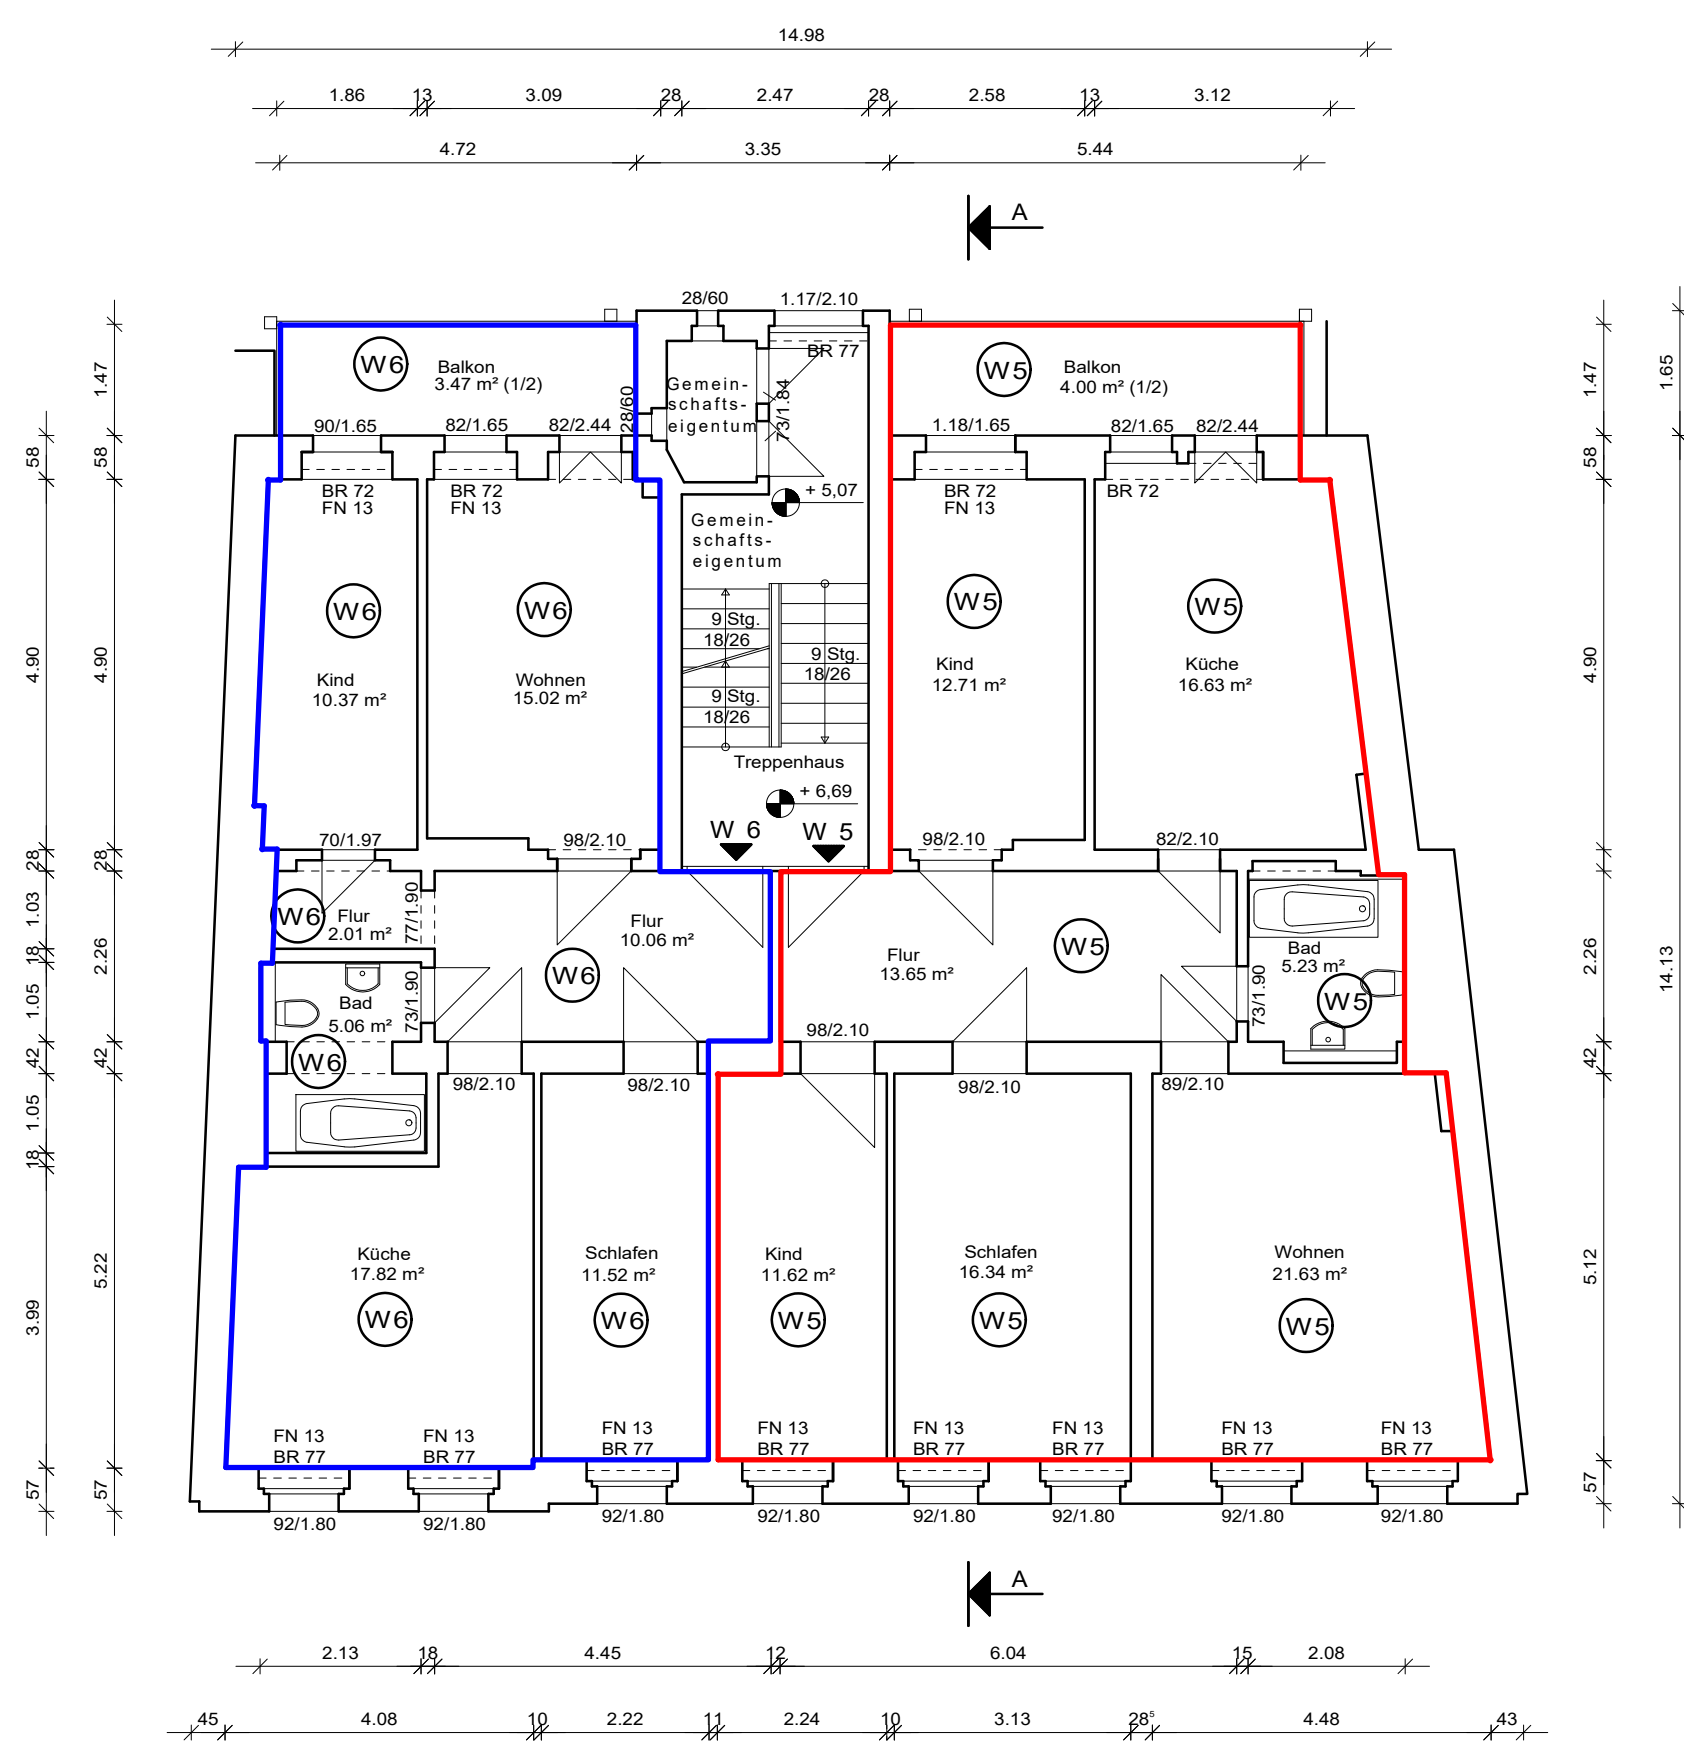 14.98
1.86 13 3.09 28 2.47 28 2.58 13 3.12
4.72 3.35 5.44
A
28/60 1.17/2.10
BR 77
W6 Balkon
3.47 m² (1/2)
Gemein-
schafts-
eigentum
28/60
73/1.84
W5 Balkon
4.00 m² (1/2)
90/1.65 82/1.65 82/2.44
1.18/1.65 82/1.65 82/2.44
BR 72
FN 13
BR 72
FN 13
+ 5,07
BR 72
FN 13
BR 72
Gemein-
schafts-
eigentum
W6
W6
W5
W5
9 Stg.
18/26
9 Stg.
18/26
9 Stg.
18/26
Kind
10.37 m²
Wohnen
15.02 m²
Kind
12.71 m²
Küche
16.63 m²
Treppenhaus
+ 6,69
W 6 W 5
70/1.97 98/2.10 98/2.10 82/2.10
W6
Flur
2.01 m²
77/1.90
Flur
10.06 m²
W6
Flur
13.65 m²
W5
Bad
5.23 m²
W5
73/1.90
Bad
5.06 m²
W6
73/1.90
98/2.10
98/2.10 98/2.10 98/2.10 89/2.10
Küche
17.82 m²
W6
Schlafen
11.52 m²
W6
Kind
11.62 m²
W5
Schlafen
16.34 m²
W5
Wohnen
21.63 m²
W5
FN 13
BR 77
FN 13
BR 77
FN 13
BR 77
FN 13
BR 77
FN 13
BR 77
FN 13
BR 77
FN 13
BR 77
FN 13
BR 77
92/1.80 92/1.80 92/1.80 92/1.80 92/1.80 92/1.80 92/1.80 92/1.80
A
58
4.90
28
1.03
18
1.05
42
1.05
18
3.99
57
1.47
58
4.90
28
2.26
42
5.22
57
1.47
58
4.90
2.26
42
5.12
57
1.65
14.13
2.13 18 4.45 12 6.04 15 2.08
45 4.08 10 2.22 11 2.24 10 3.13 28⁵ 4.48 43